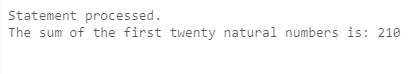 Statement processed.
The sum of the first twenty natural numbers is: 210